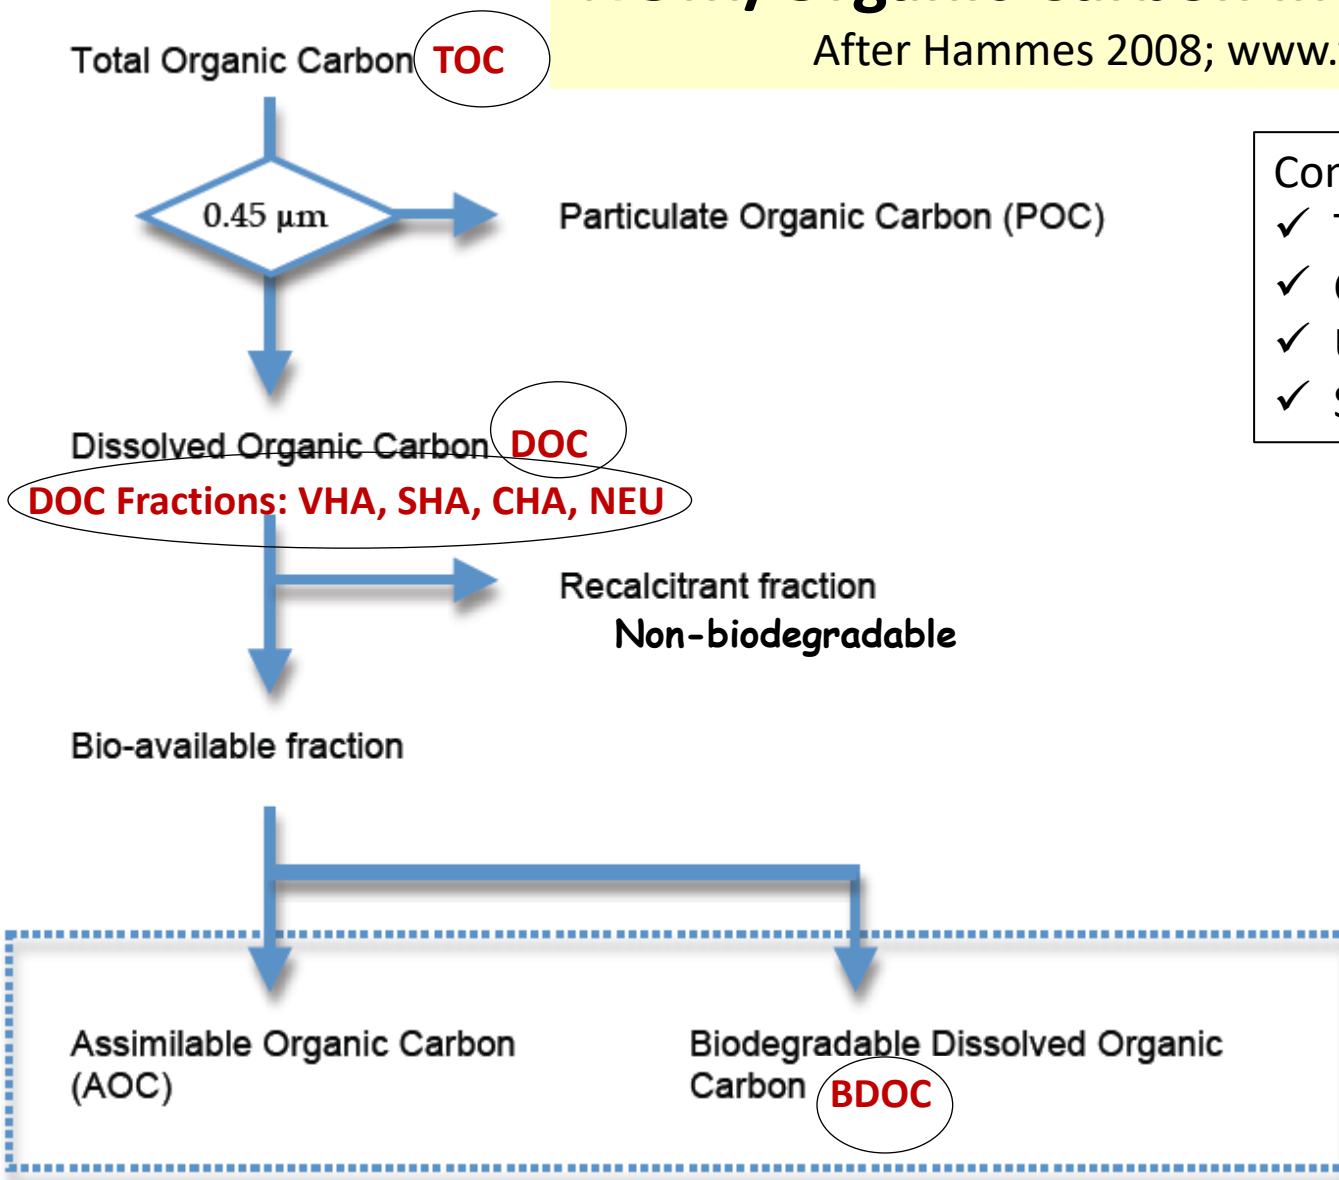 Total Organic Carbon TOC
After Hammes 2008; www.
0.45 µm
Particulate Organic Carbon (POC)
Dissolved Organic Carbon DOC
DOC Fractions: VHA, SHA, CHA, NEU
Recalcitrant fraction
Non-biodegradable
Bio-available fraction
Assimilable Organic Carbon
(AOC)
Biodegradable Dissolved Organic
Carbon BDOC